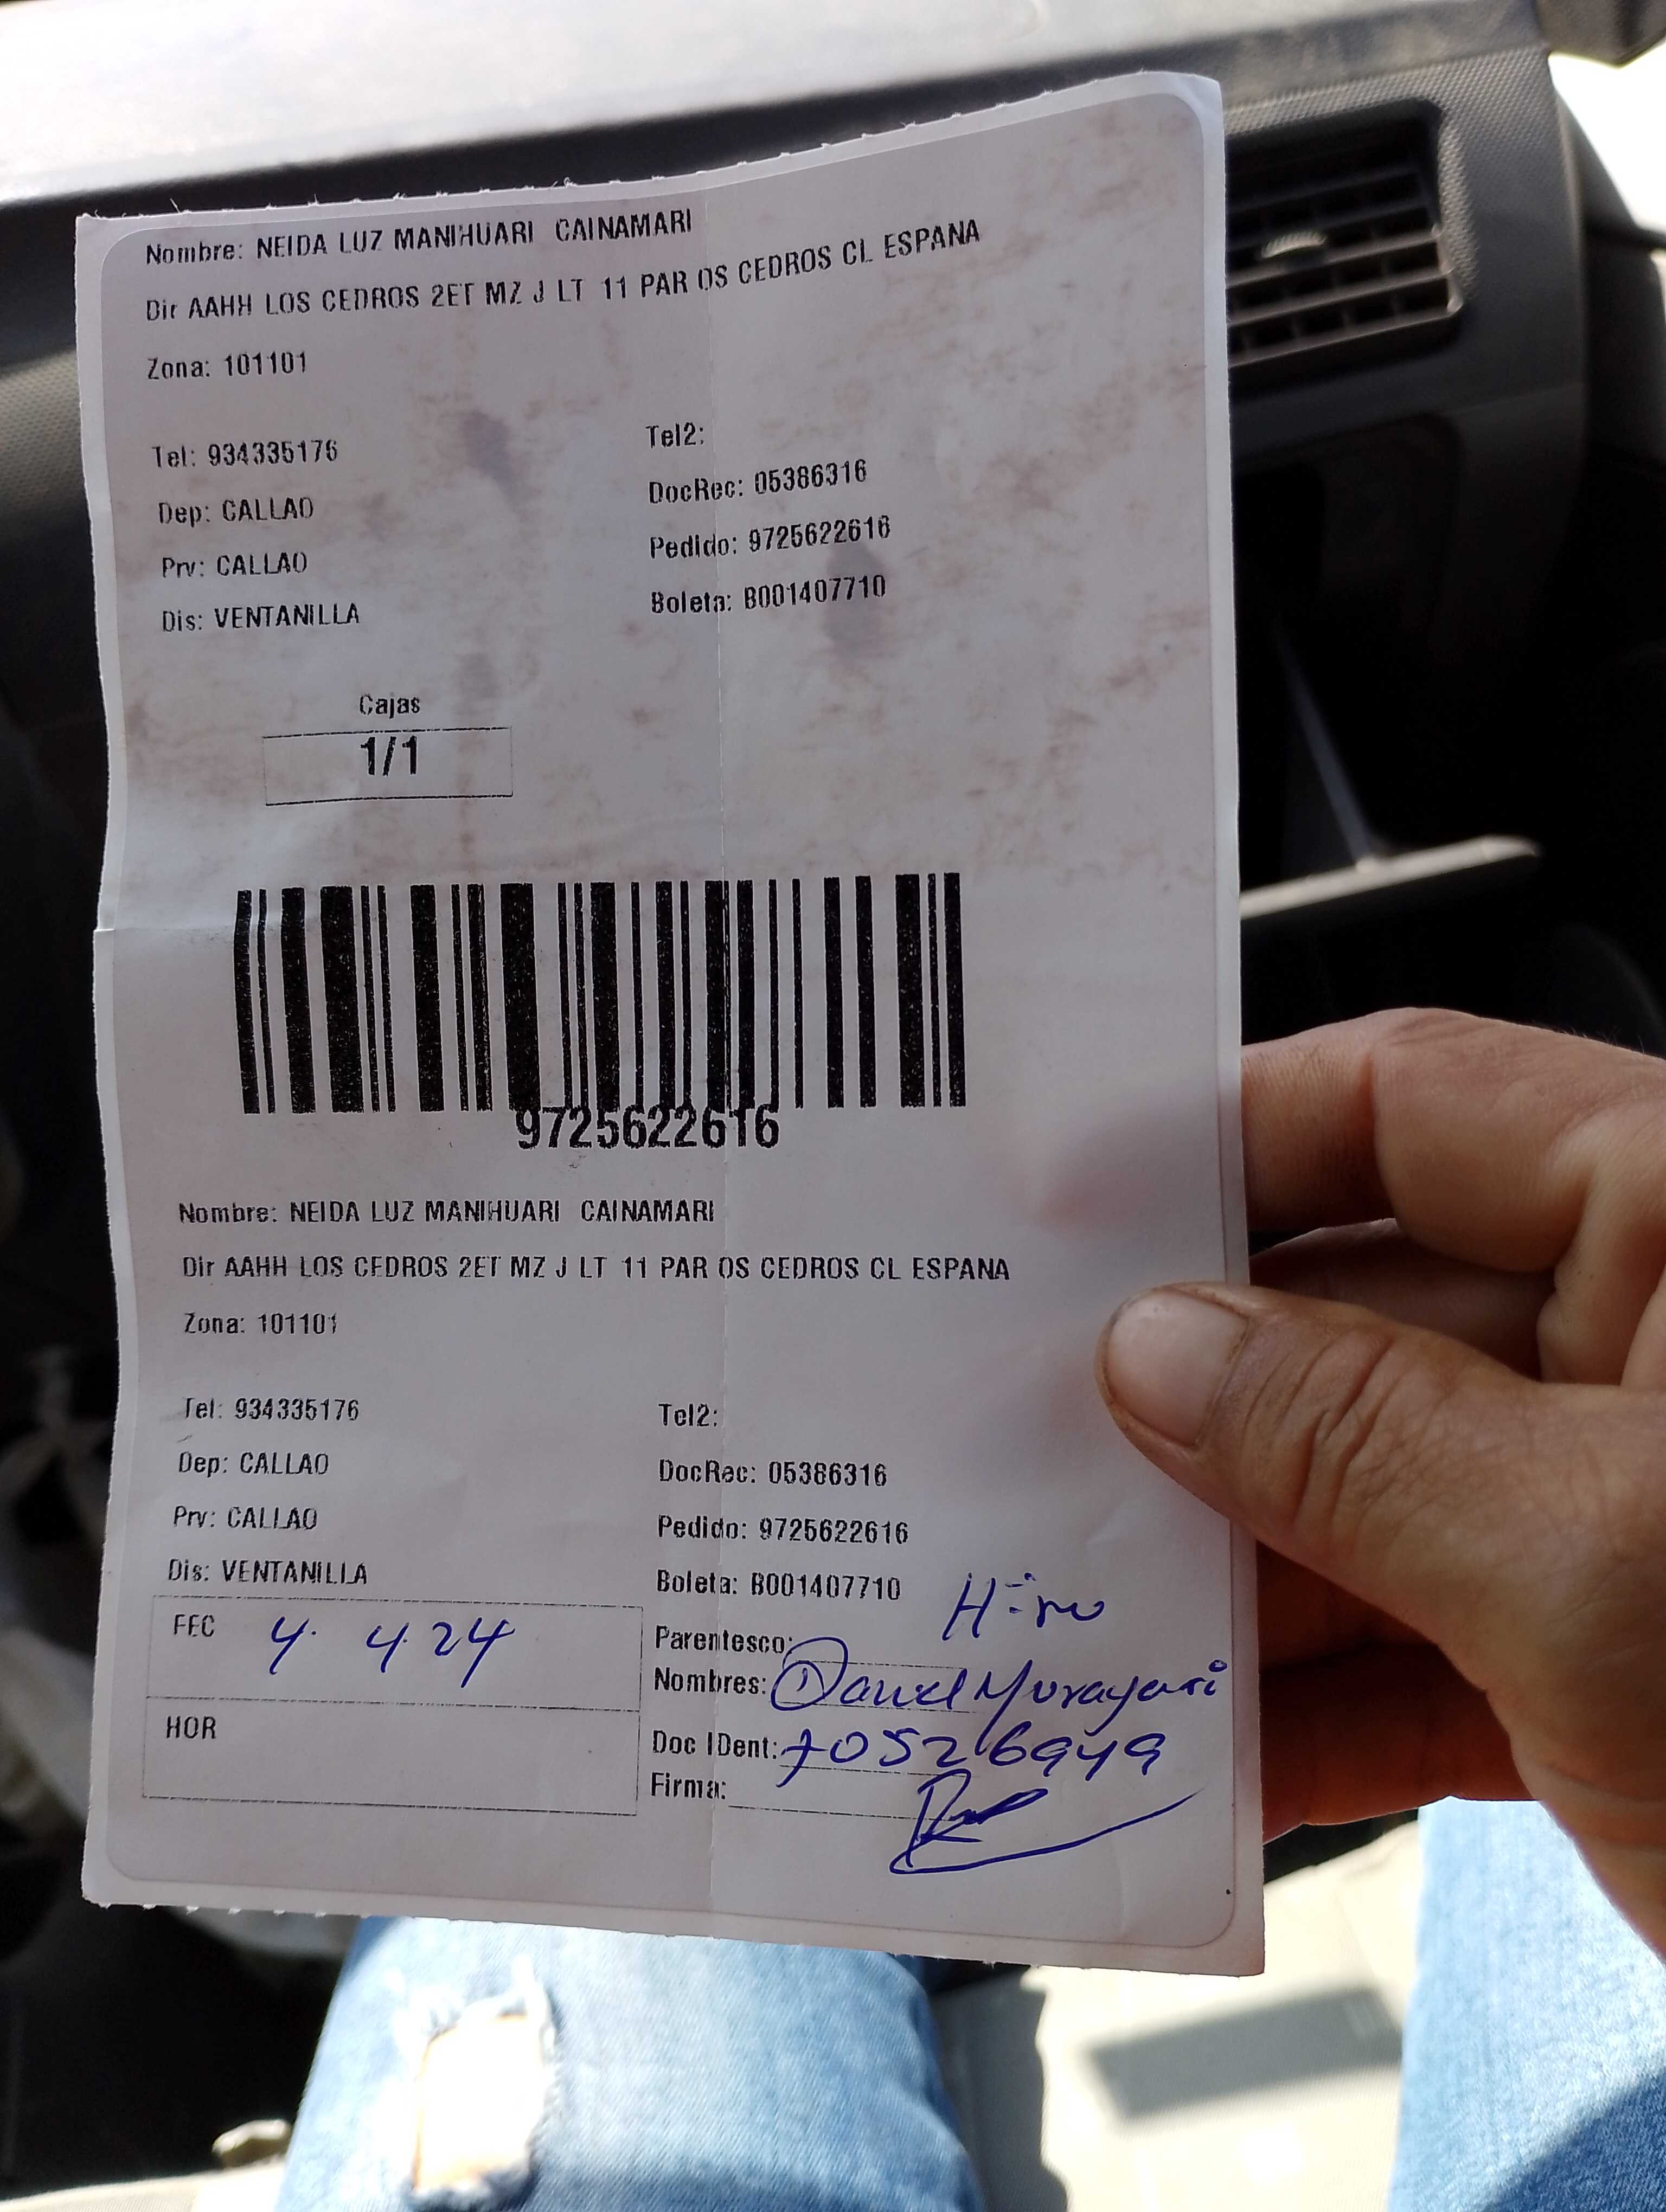 Nombre: NEIDA LUZ MANIHUARI CAINAMARI
Dir AAHH LOS CEDROS 2ET MZ J LT 11 PAR OS CEDROS CL ESPANA
Zona: 101101
Tel: 934335176 Tel2:
Dep: CALLAO DocRec: 05386316
Prv: CALLAO Pedido: 9725622616
Dis: VENTANILLA Boleta: B001407710
Cajas
1/1
9725622616
Nombre: NEIDA LUZ MANIHUARI CAINAMARI
Dir AAHH LOS CEDROS 2ET MZ J LT 11 PAR OS CEDROS CL ESPANA
Zona: 101101
Tel: 934335176 Tel2:
Dep: CALLAO DocRec: 05386316
Prv: CALLAO Pedido: 9725622616
Dis: VENTANILLA Boleta: B001407710
FEC 4. 4.24
HOR
Parentesco:
Nombres: Daniel Murayari
Doc IDent: 70526949
Firma: